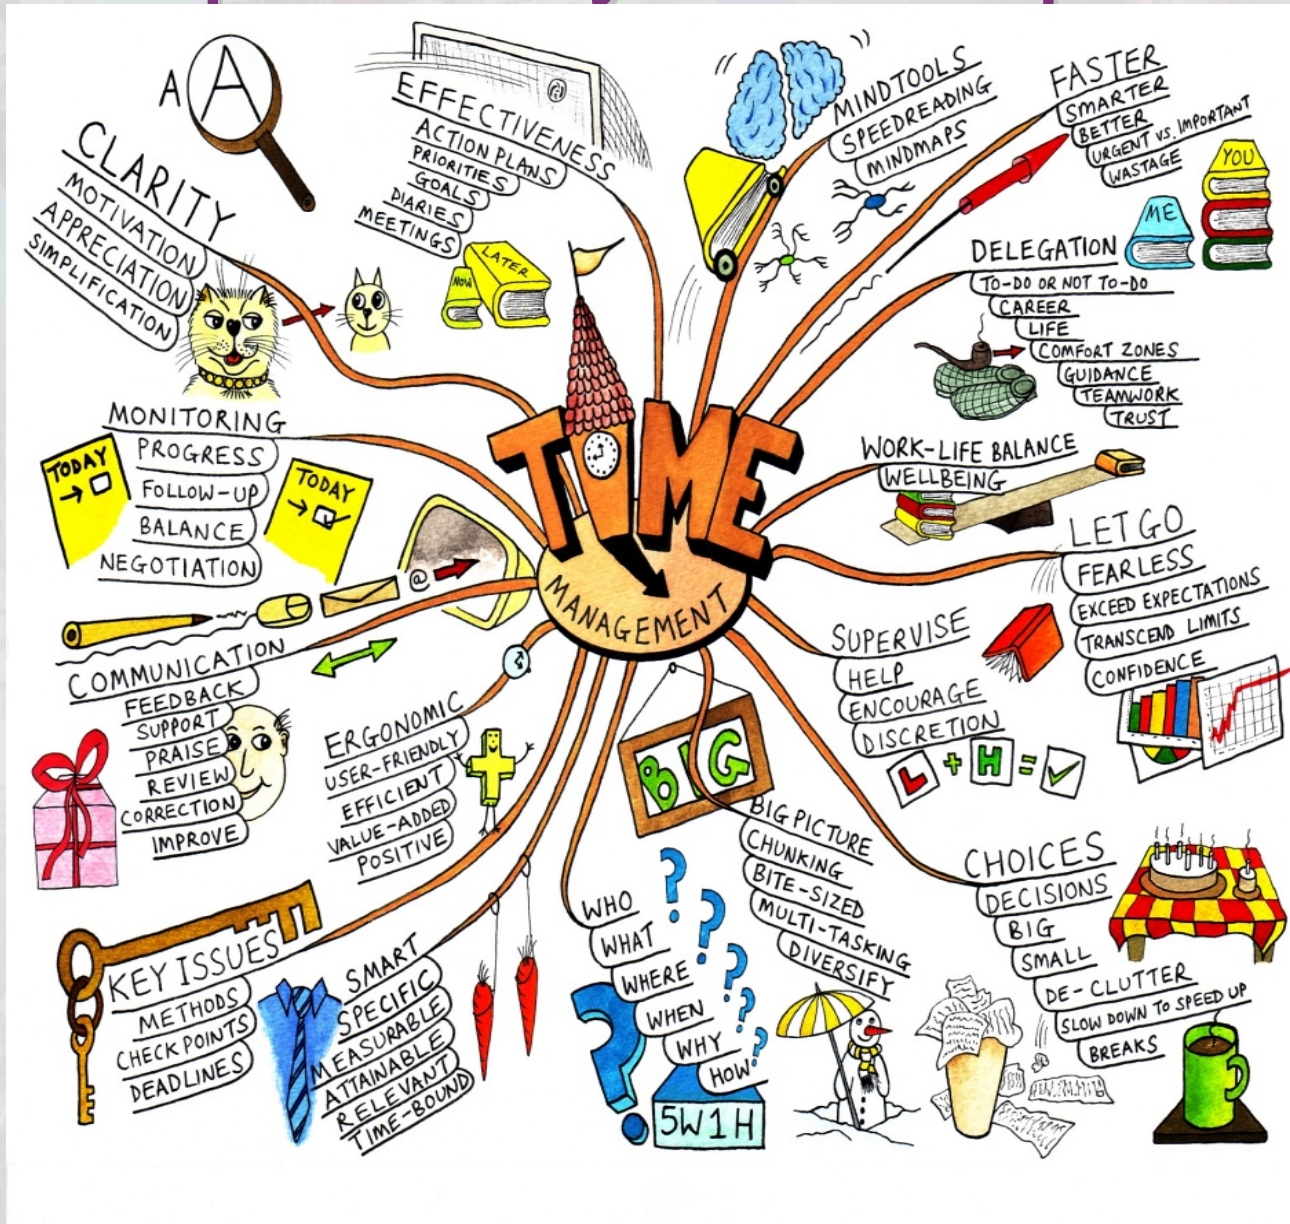 TIME
MANAGEMENT
A A
CLARITY
MOTIVATION
APPRECIATION
SIMPLIFICATION
EFFECTIVENESS
ACTION PLANS
PRIORITIES
GOALS
DIARIES
MEETINGS
@
NOW
LATER
MINDTOOLS
SPEEDREADING
MINDMAPS
FASTER
SMARTER
BETTER
URGENT VS. IMPORTANT
WASTAGE
ME
YOU
DELEGATION
TO-DO OR NOT TO-DO
CAREER
LIFE
COMFORT ZONES
GUIDANCE
TEAMWORK
TRUST
WORK-LIFE BALANCE
WELLBEING
LET GO
FEARLESS
EXCEED EXPECTATIONS
TRANSCEND LIMITS
CONFIDENCE
SUPERVISE
HELP
ENCOURAGE
DISCRETION
L + H = ✓
CHOICES
DECISIONS
BIG
SMALL
DE-CLUTTER
SLOW DOWN TO SPEED UP
BREAKS
BIG
BIG PICTURE
CHUNKING
BITE-SIZED
MULTI-TASKING
DIVERSIFY
WHO
WHAT
WHERE
WHEN
WHY
HOW
? ? ? ? ? ?
?
5W1H
SMART
SPECIFIC
MEASURABLE
ATTAINABLE
RELEVANT
TIME-BOUND
KEY ISSUES
METHODS
CHECKPOINTS
DEADLINES
ERGONOMIC
USER-FRIENDLY
EFFICIENT
VALUE-ADDED
POSITIVE
COMMUNICATION
FEEDBACK
SUPPORT
PRAISE
REVIEW
CORRECTION
IMPROVE
@
MONITORING
PROGRESS
FOLLOW-UP
BALANCE
NEGOTIATION
TODAY
→ ☐
TODAY
→ ☑